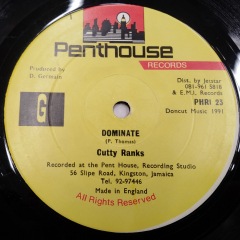 Penthouse
RECORDS
Produced by
D. Germain
Dist. by Jetstar
081-961 5818
& E.M.I. Records
G
PHRI 23
Doncut Music 1991
DOMINATE
(P. Thomas)
Cutty Ranks
Recorded at the Pent House, Recording Studio
56 Slipe Road, Kingston, Jamaica
Tel. 92-97446
Made in England
All Rights Reserved